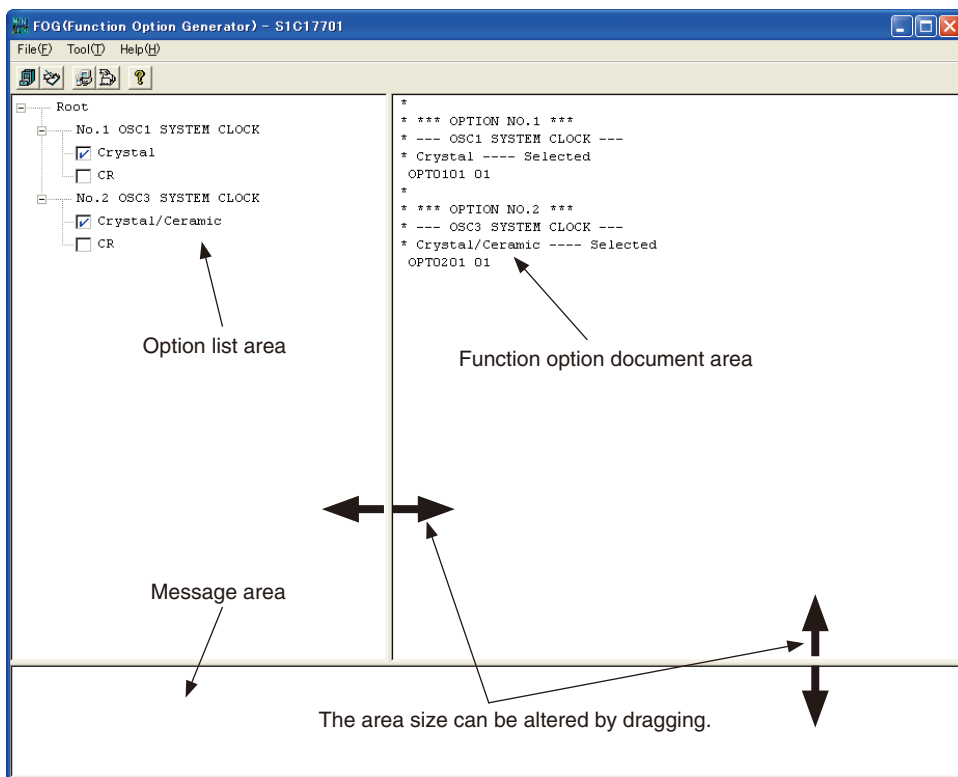 FOG(Function Option Generator) - S1C17701
File(F) Tool(T) Help(H)
Root
No.1 OSC1 SYSTEM CLOCK
Crystal
CR
No.2 OSC3 SYSTEM CLOCK
Crystal/Ceramic
CR
*
* *** OPTION NO.1 ***
* --- OSC1 SYSTEM CLOCK ---
* Crystal ---- Selected
OPT0101 01
*
* *** OPTION NO.2 ***
* --- OSC3 SYSTEM CLOCK ---
* Crystal/Ceramic ---- Selected
OPT0201 01
Option list area
Function option document area
Message area
The area size can be altered by dragging.